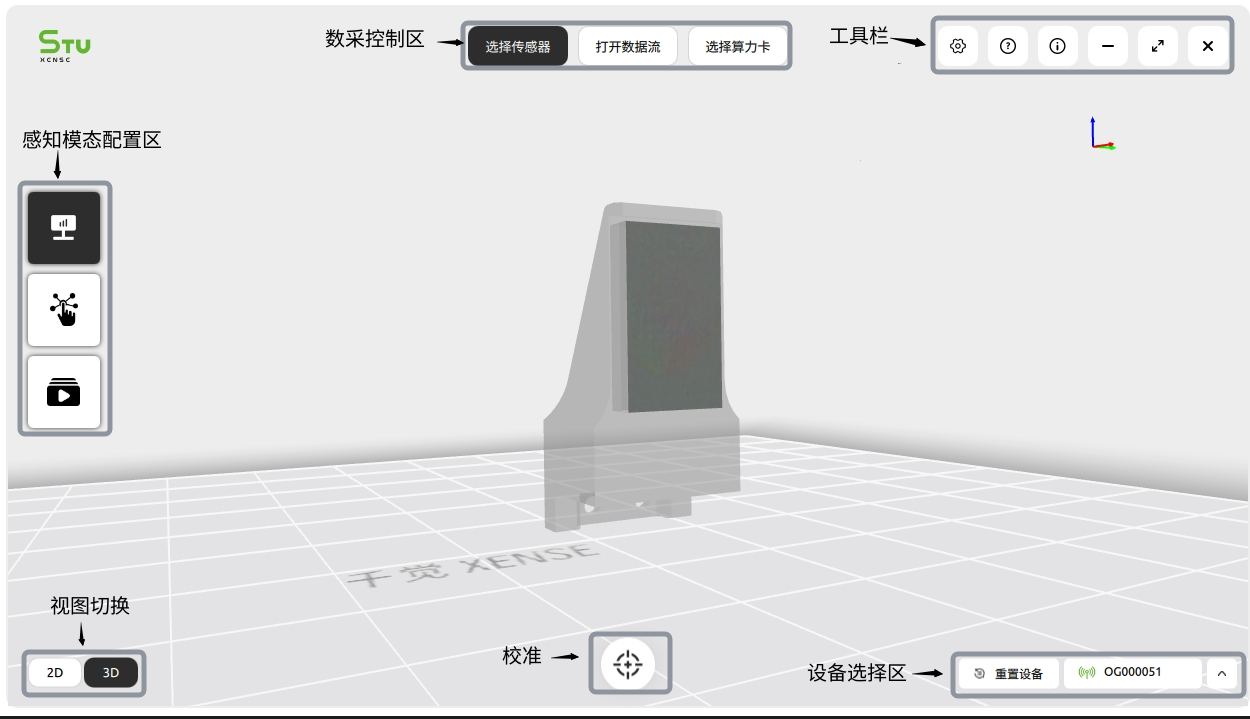 STU
XCNSC
数采控制区
选择传感器
打开数据流
选择算力卡
工具栏
感知模态配置区
千觉 XENSE
视图切换
2D
3D
校准
设备选择区
重置设备
OG000051